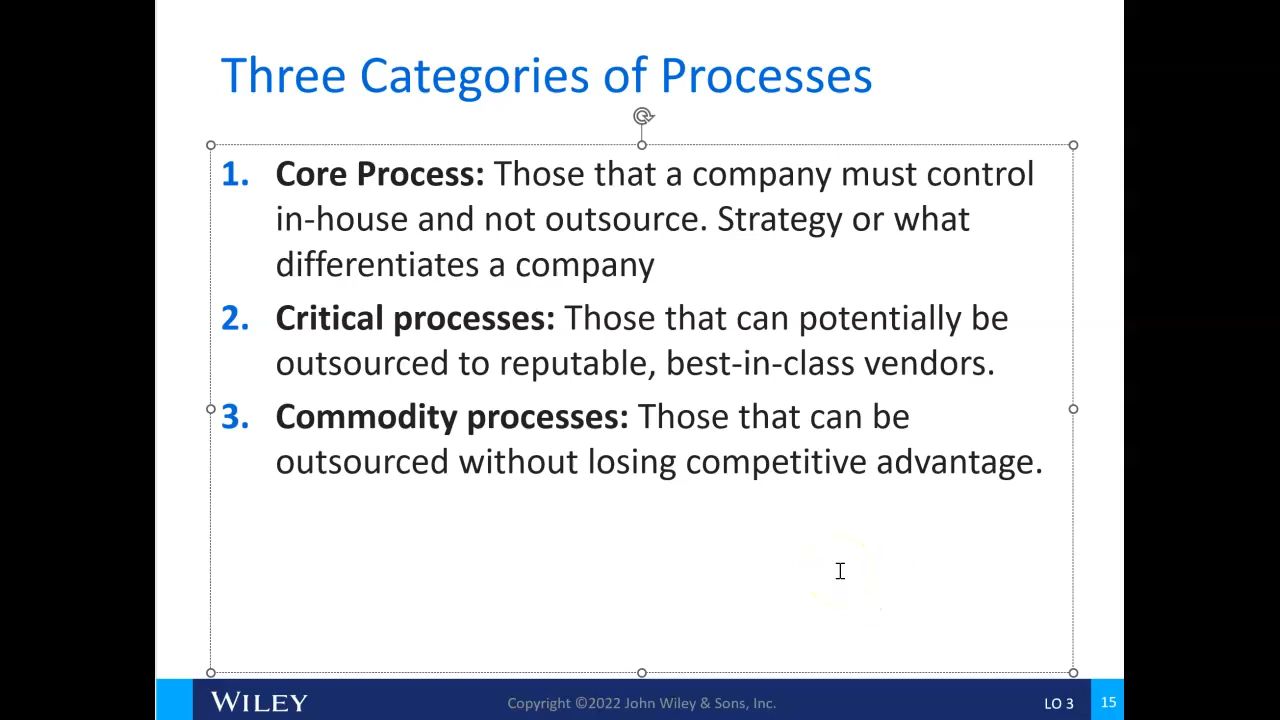 Three Categories of Processes
1. Core Process: Those that a company must control
in-house and not outsource. Strategy or what
differentiates a company
2. Critical processes: Those that can potentially be
outsourced to reputable, best-in-class vendors.
3. Commodity processes: Those that can be
outsourced without losing competitive advantage.
WILEY
Copyright ©2022 John Wiley & Sons, Inc.
LO 3
15